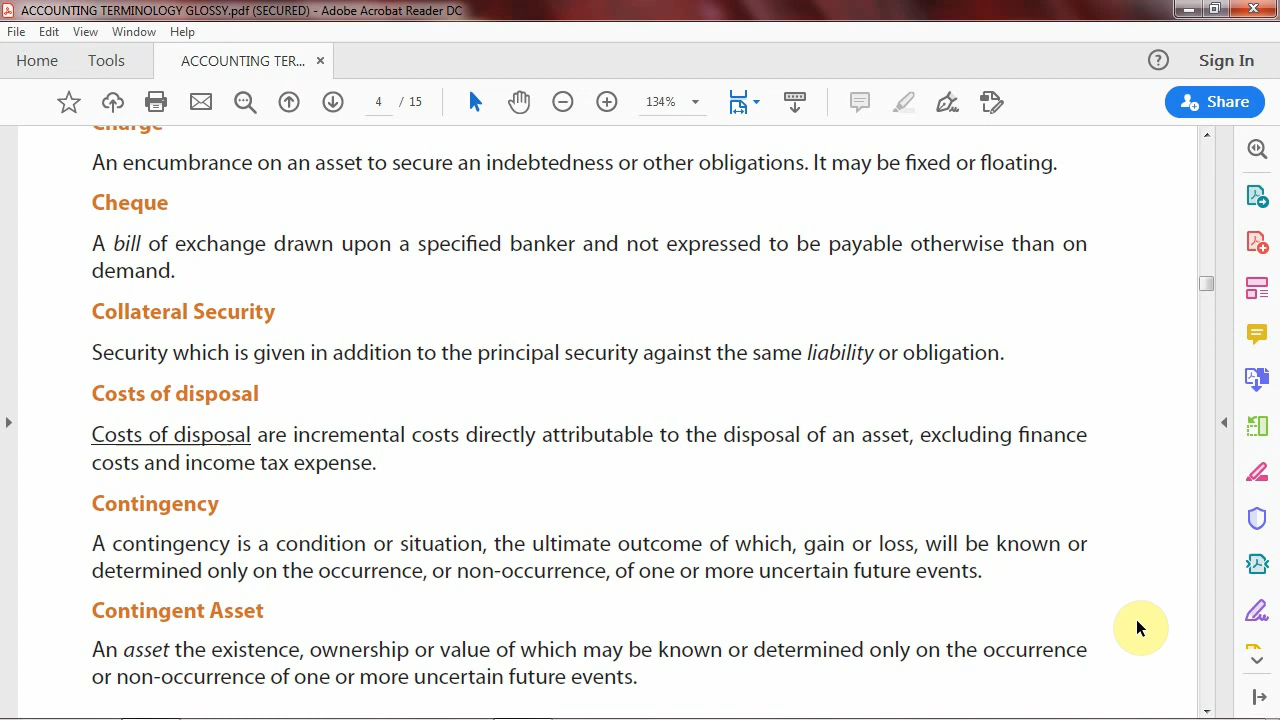 ACCOUNTING TERMINOLOGY GLOSSY.pdf (SECURED) - Adobe Acrobat Reader DC
File Edit View Window Help
Home Tools ACCOUNTING TER... × ? Sign In
4 / 15 134% Share
Charge
An encumbrance on an asset to secure an indebtedness or other obligations. It may be fixed or floating.
Cheque
A bill of exchange drawn upon a specified banker and not expressed to be payable otherwise than on
demand.
Collateral Security
Security which is given in addition to the principal security against the same liability or obligation.
Costs of disposal
Costs of disposal are incremental costs directly attributable to the disposal of an asset, excluding finance
costs and income tax expense.
Contingency
A contingency is a condition or situation, the ultimate outcome of which, gain or loss, will be known or
determined only on the occurrence, or non-occurrence, of one or more uncertain future events.
Contingent Asset
An asset the existence, ownership or value of which may be known or determined only on the occurrence
or non-occurrence of one or more uncertain future events.